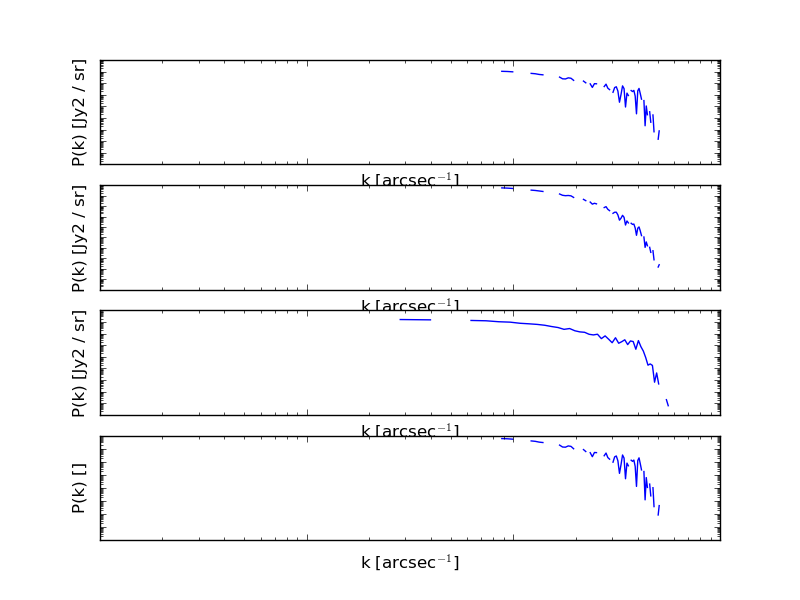 P(k) [Jy2 / sr]
k [arcsec⁻¹]
P(k) [Jy2 / sr]
k [arcsec⁻¹]
P(k) [Jy2 / sr]
k [arcsec⁻¹]
P(k) []
k [arcsec⁻¹]